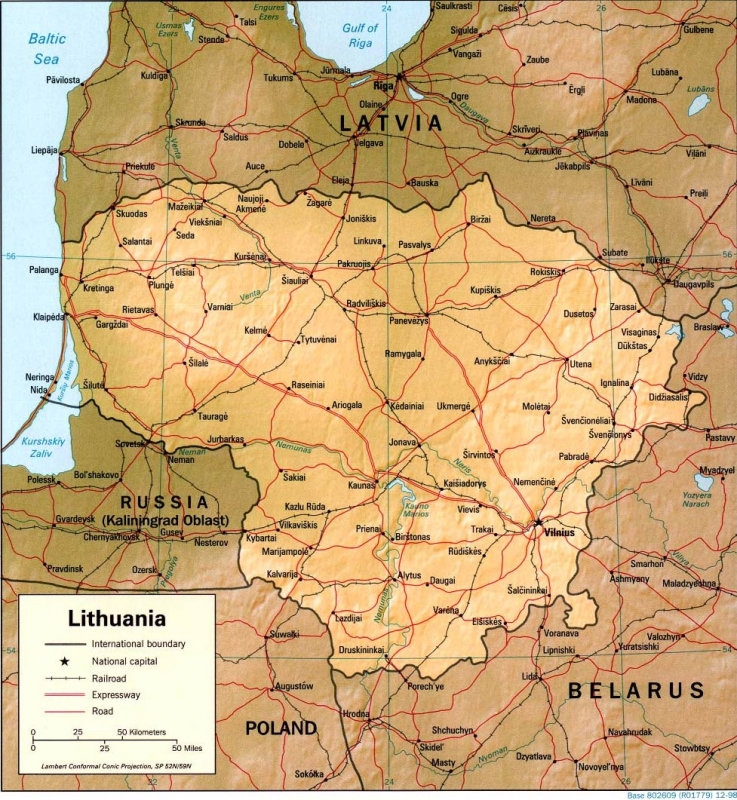 Saulkrasti
Cēsis
Talsi
Engures Ezers
Usmas Ezers
Stende
Gulf of Riga
Sigulda
Gulbene
Baltic Sea
Vangaži
Zaube
Lubāna
Kuldīga
Tukums
Jūrmala
Rīga
Pāvilosta
Ērgļi
Madona
Lubāns
Ogre
Olaine
Daugava
LATVIA
Skrunda
Saldus
Skrīveri
Pļavinas
Dobele
Jelgava
Aizkraukle
Viļāni
Liepāja
Venta
Priekule
Auce
Jēkabpils
Eleja
Bauska
Līvāni
Preiļi
Skuodas
Mažeikiai
Naujoji Akmenė
Žagarė
Viekšniai
Joniškis
Biržai
Nereta
Salantai
Seda
Linkuva
Pasvalys
56
Kuršėnai
Subate
Ilūkste
56
Palanga
Telšiai
Pakruojis
Rokiškis
Kretinga
Plungė
Šiauliai
Daugavpils
Venta
Kupiškis
Klaipėda
Rietavas
Varniai
Radviliškis
Panevėžys
Dusetos
Zarasai
Gargždai
Kelmė
Tytuvėnai
Visaginas
Braslaw
Dūkštas
Ramygala
Anykščiai
Utena
Šilalė
Neringa
Nida
Kuršių Marios
Šilutė
Raseiniai
Ignalina
Vidzy
Didžiasalis
Ariogala
Kėdainiai
Ukmergė
Molėtai
Tauragė
Švenčionėliai
Švenčionys
Kurshskiy Zaliv
Sovetsk
Jurbarkas
Nemunas
Jonava
Pastavy
Neman
Neman
Širvintos
Pabradė
Neris
Polessk
Bol'shakovo
Šakiai
Kaunas
Kaišiadorys
Nemenčinė
Myadzyel
RUSSIA
(Kaliningrad Oblast)
Kazlų Rūda
Kauno Marios
Vievis
Yozyera Narach
Gvardeysk
Chernyakhovsk
Gusev
Nesterov
Kybartai
Vilkaviškis
Prienai
Birštonas
Trakai
Vilnius
Marijampolė
Rūdiškės
Pravdinsk
Ozersk
Pregolya
Kalvarija
Alytus
Daugai
Smarhon
Viliya
Ashmyany
Maladzyeshna
Šalčininkai
Lithuania
Lazdijai
Nemunas
Varėna
Eišiškės
International boundary
National capital
Railroad
Expressway
Road
Suwałki
Voranava
Valozhyn
Yuratsishki
54
Druskininkai
Lipnishki
54
Augustów
Porech'ye
Lida
BELARUS
0 25 50 Kilometers
0 25 50 Miles
POLAND
Hrodna
Shchuchyn
Navahrudak
Skidel'
Nyoman
Dzyatlava
Stowbtsy
Lambert Conformal Conic Projection, SP 52N/59N
Sokółka
24
Masty
Novoyel'nya
26
Base 802609 (R01779) 12-98